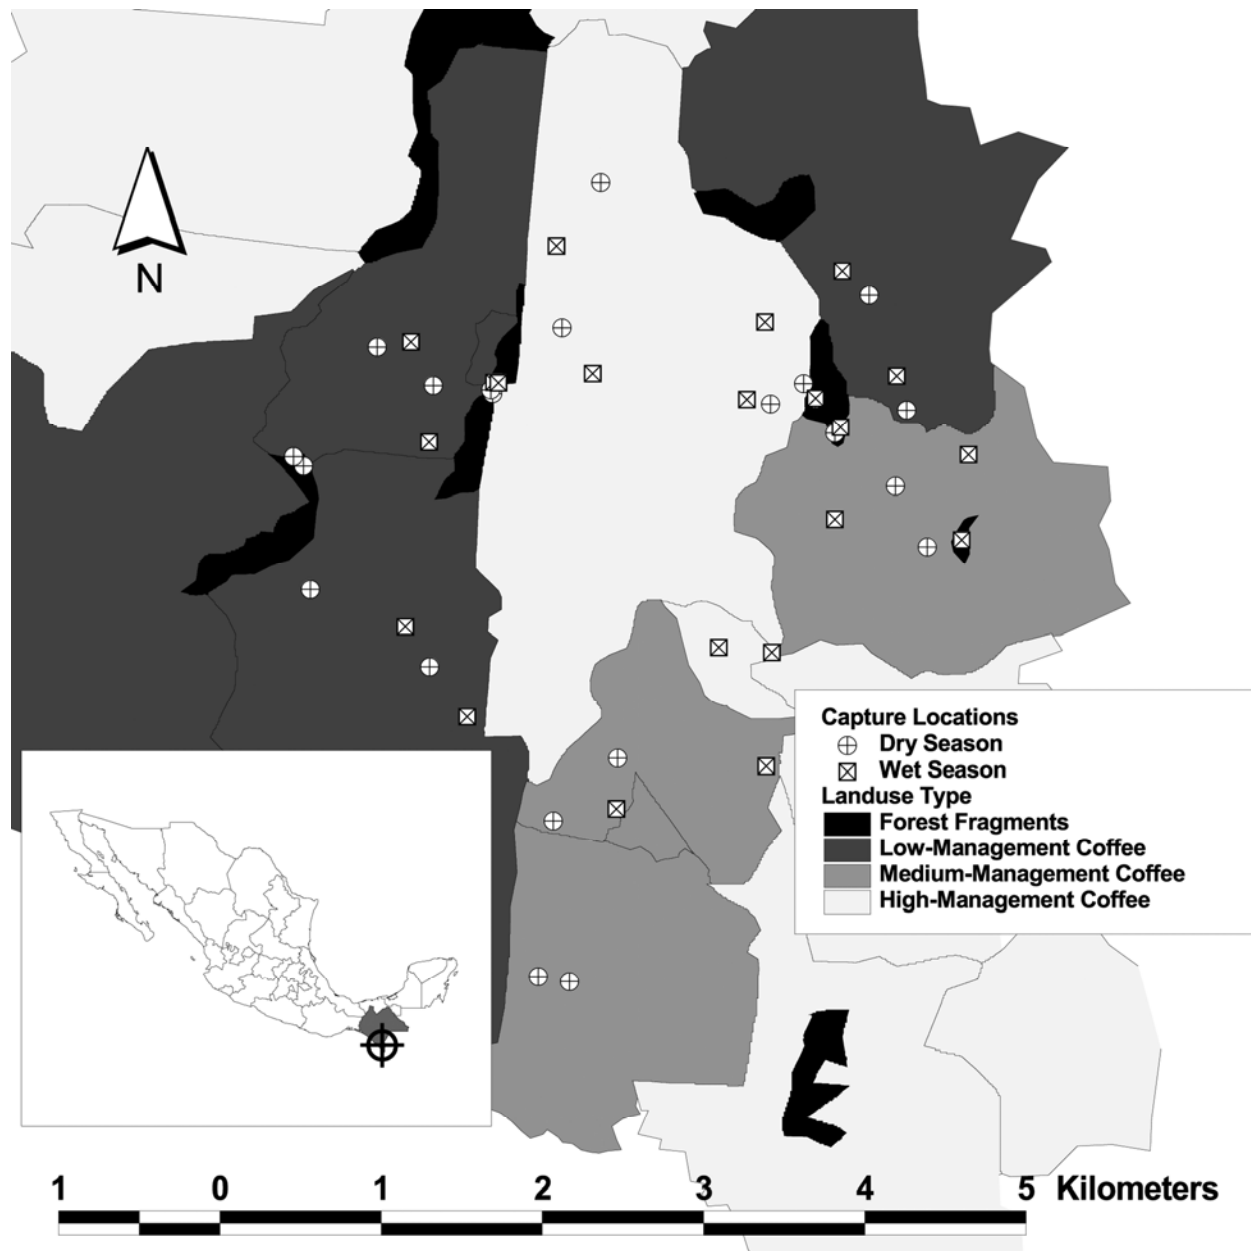 N
Capture Locations
Dry Season
Wet Season
Landuse Type
Forest Fragments
Low-Management Coffee
Medium-Management Coffee
High-Management Coffee
1 0 1 2 3 4 5 Kilometers